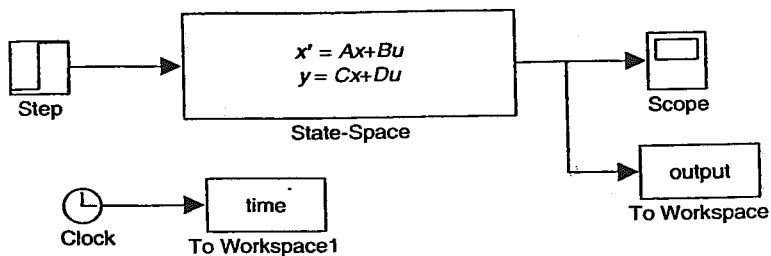 x' = Ax+Bu
y = Cx+Du
Step
State-Space
Scope
output
To Workspace
time
Clock
To Workspace1